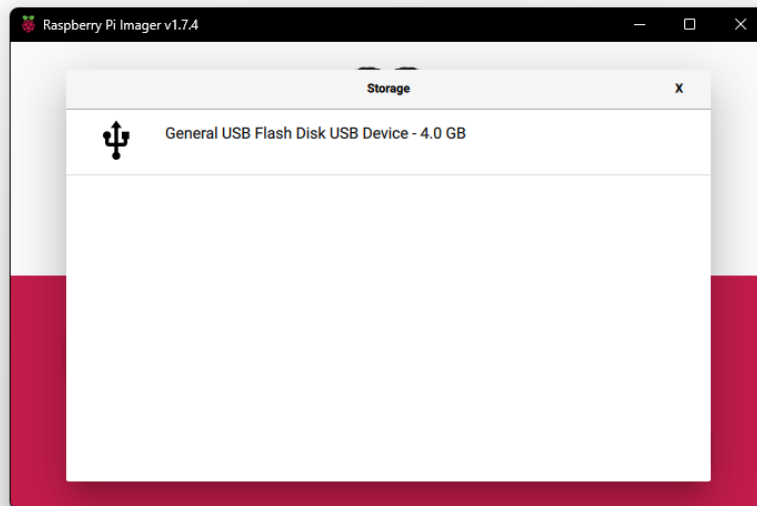 Raspberry Pi Imager v1.7.4
Storage
X
General USB Flash Disk USB Device - 4.0 GB